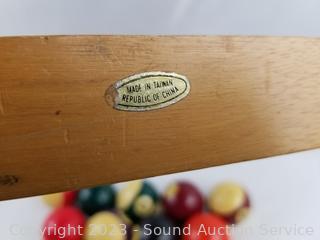 MADE IN TAIWAN
REPUBLIC OF CHINA
Copyright 2023 - Sound Auction Service